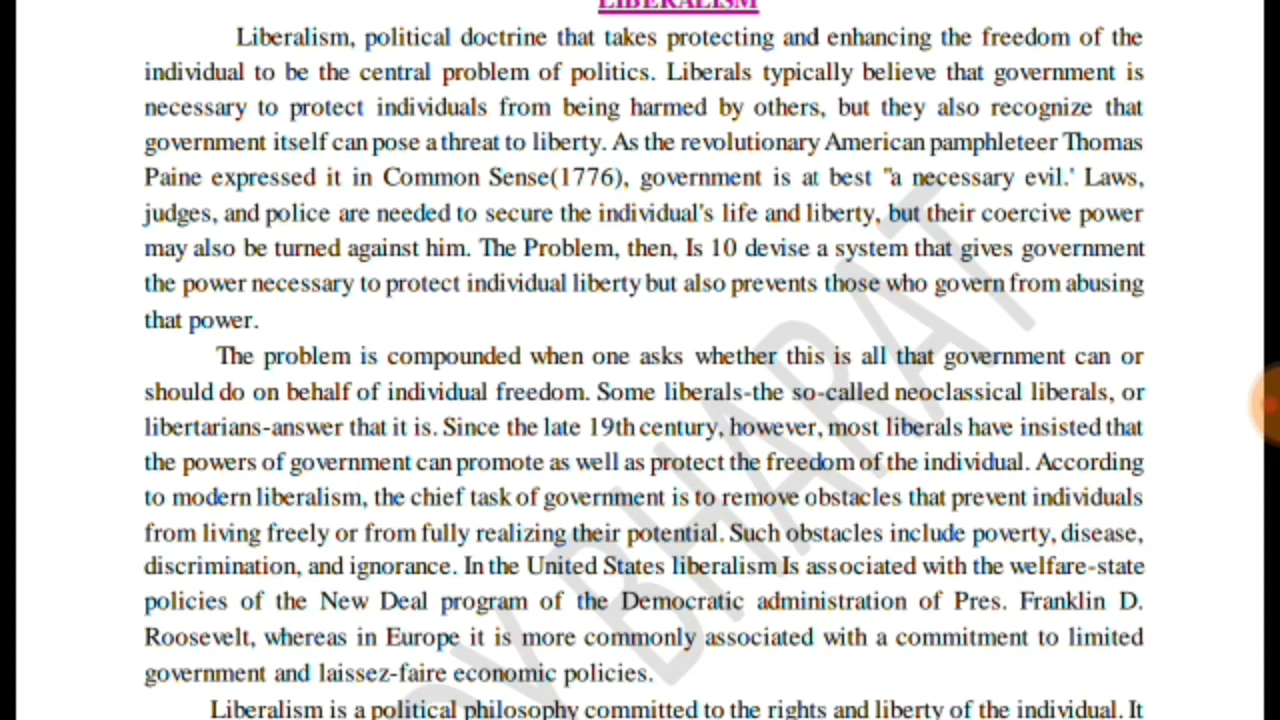 LIBERALISM
Liberalism, political doctrine that takes protecting and enhancing the freedom of the
individual to be the central problem of politics. Liberals typically believe that government is
necessary to protect individuals from being harmed by others, but they also recognize that
government itself can pose a threat to liberty. As the revolutionary American pamphleteer Thomas
Paine expressed it in Common Sense(1776), government is at best "a necessary evil.' Laws,
judges, and police are needed to secure the individual's life and liberty, but their coercive power
may also be turned against him. The Problem, then, Is 10 devise a system that gives government
the power necessary to protect individual liberty but also prevents those who govern from abusing
that power.
The problem is compounded when one asks whether this is all that government can or
should do on behalf of individual freedom. Some liberals-the so-called neoclassical liberals, or
libertarians-answer that it is. Since the late 19th century, however, most liberals have insisted that
the powers of government can promote as well as protect the freedom of the individual. According
to modern liberalism, the chief task of government is to remove obstacles that prevent individuals
from living freely or from fully realizing their potential. Such obstacles include poverty, disease,
discrimination, and ignorance. In the United States liberalism Is associated with the welfare-state
policies of the New Deal program of the Democratic administration of Pres. Franklin D.
Roosevelt, whereas in Europe it is more commonly associated with a commitment to limited
government and laissez-faire economic policies.
Liberalism is a political philosophy committed to the rights and liberty of the individual. It
BHARAT